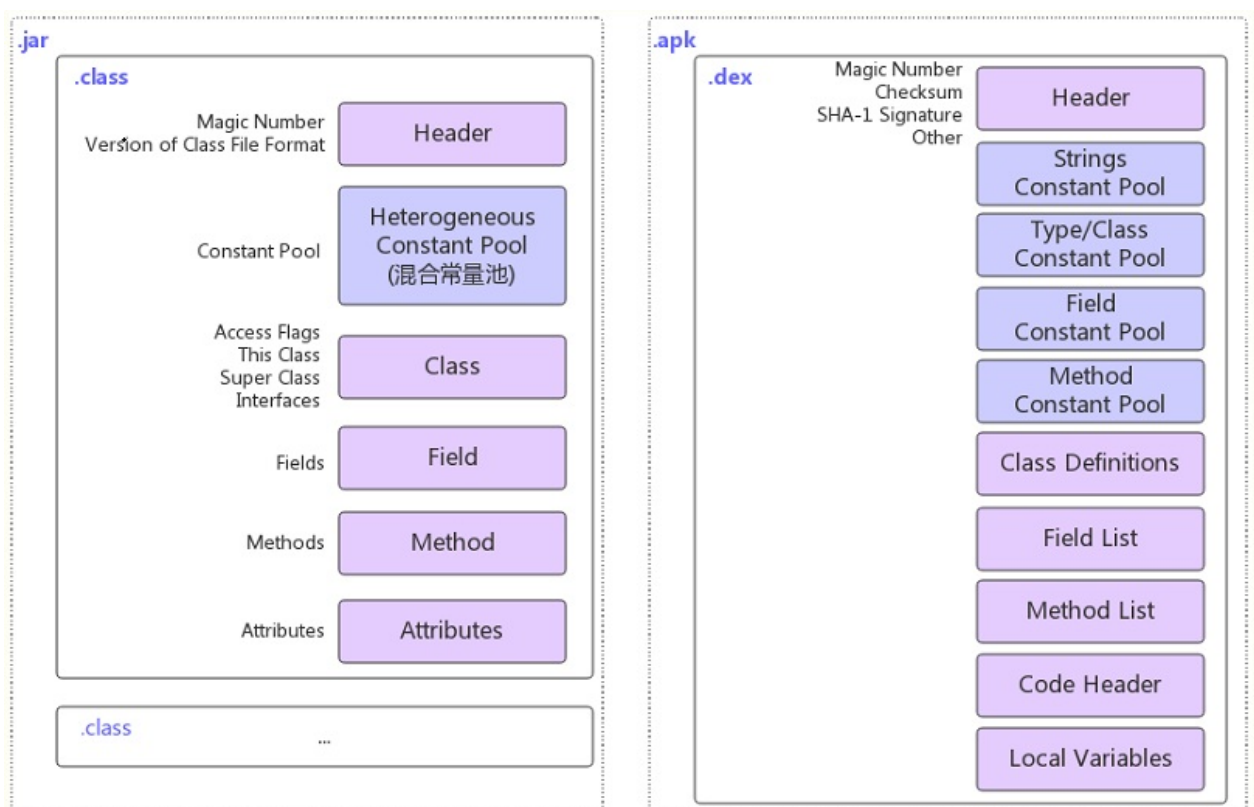 .jar
.class
Magic Number
Version of Class File Format
Header
Constant Pool
Heterogeneous
Constant Pool
(混合常量池)
Access Flags
This Class
Super Class
Interfaces
Class
Fields
Field
Methods
Method
Attributes
Attributes
.class
...
.apk
.dex
Magic Number
Checksum
SHA-1 Signature
Other
Header
Strings
Constant Pool
Type/Class
Constant Pool
Field
Constant Pool
Method
Constant Pool
Class Definitions
Field List
Method List
Code Header
Local Variables